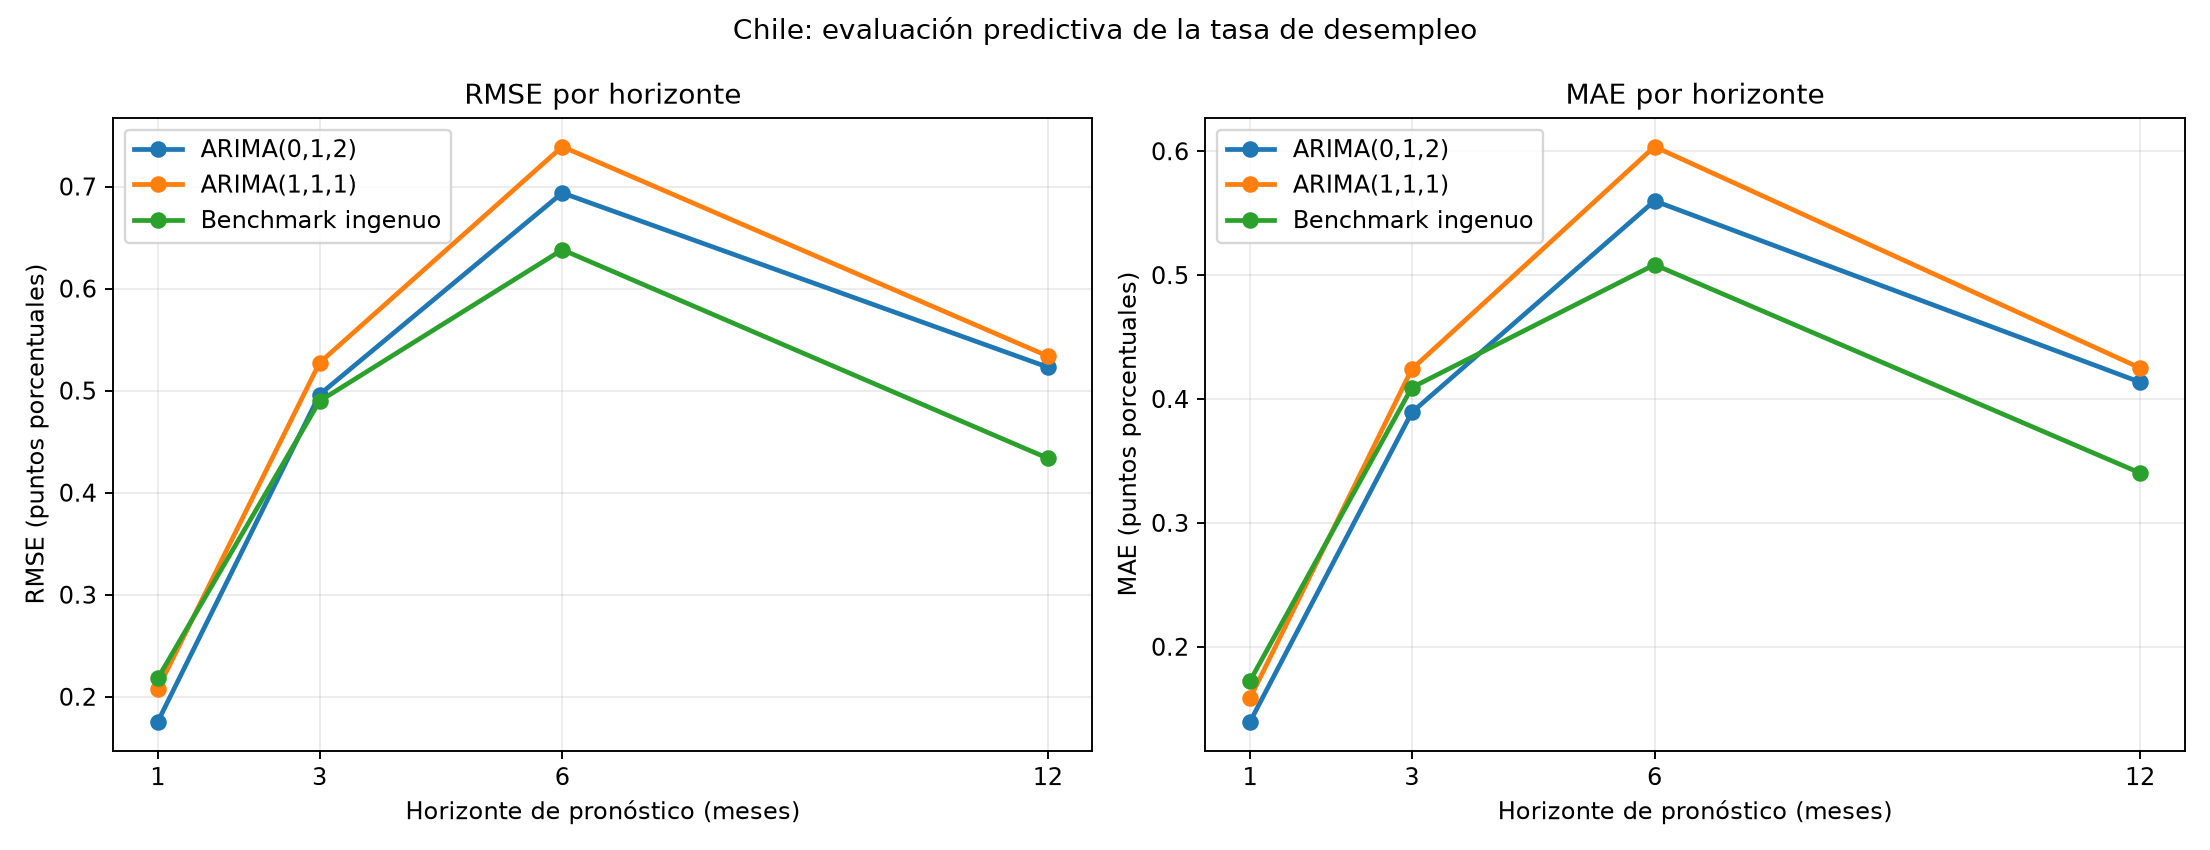 Chile: evaluación predictiva de la tasa de desempleo
RMSE por horizonte
ARIMA(0,1,2)
ARIMA(1,1,1)
Benchmark ingenuo
RMSE (puntos porcentuales)
0.7
0.6
0.5
0.4
0.3
0.2
1 3 6 12
Horizonte de pronóstico (meses)
MAE por horizonte
ARIMA(0,1,2)
ARIMA(1,1,1)
Benchmark ingenuo
MAE (puntos porcentuales)
0.6
0.5
0.4
0.3
0.2
1 3 6 12
Horizonte de pronóstico (meses)